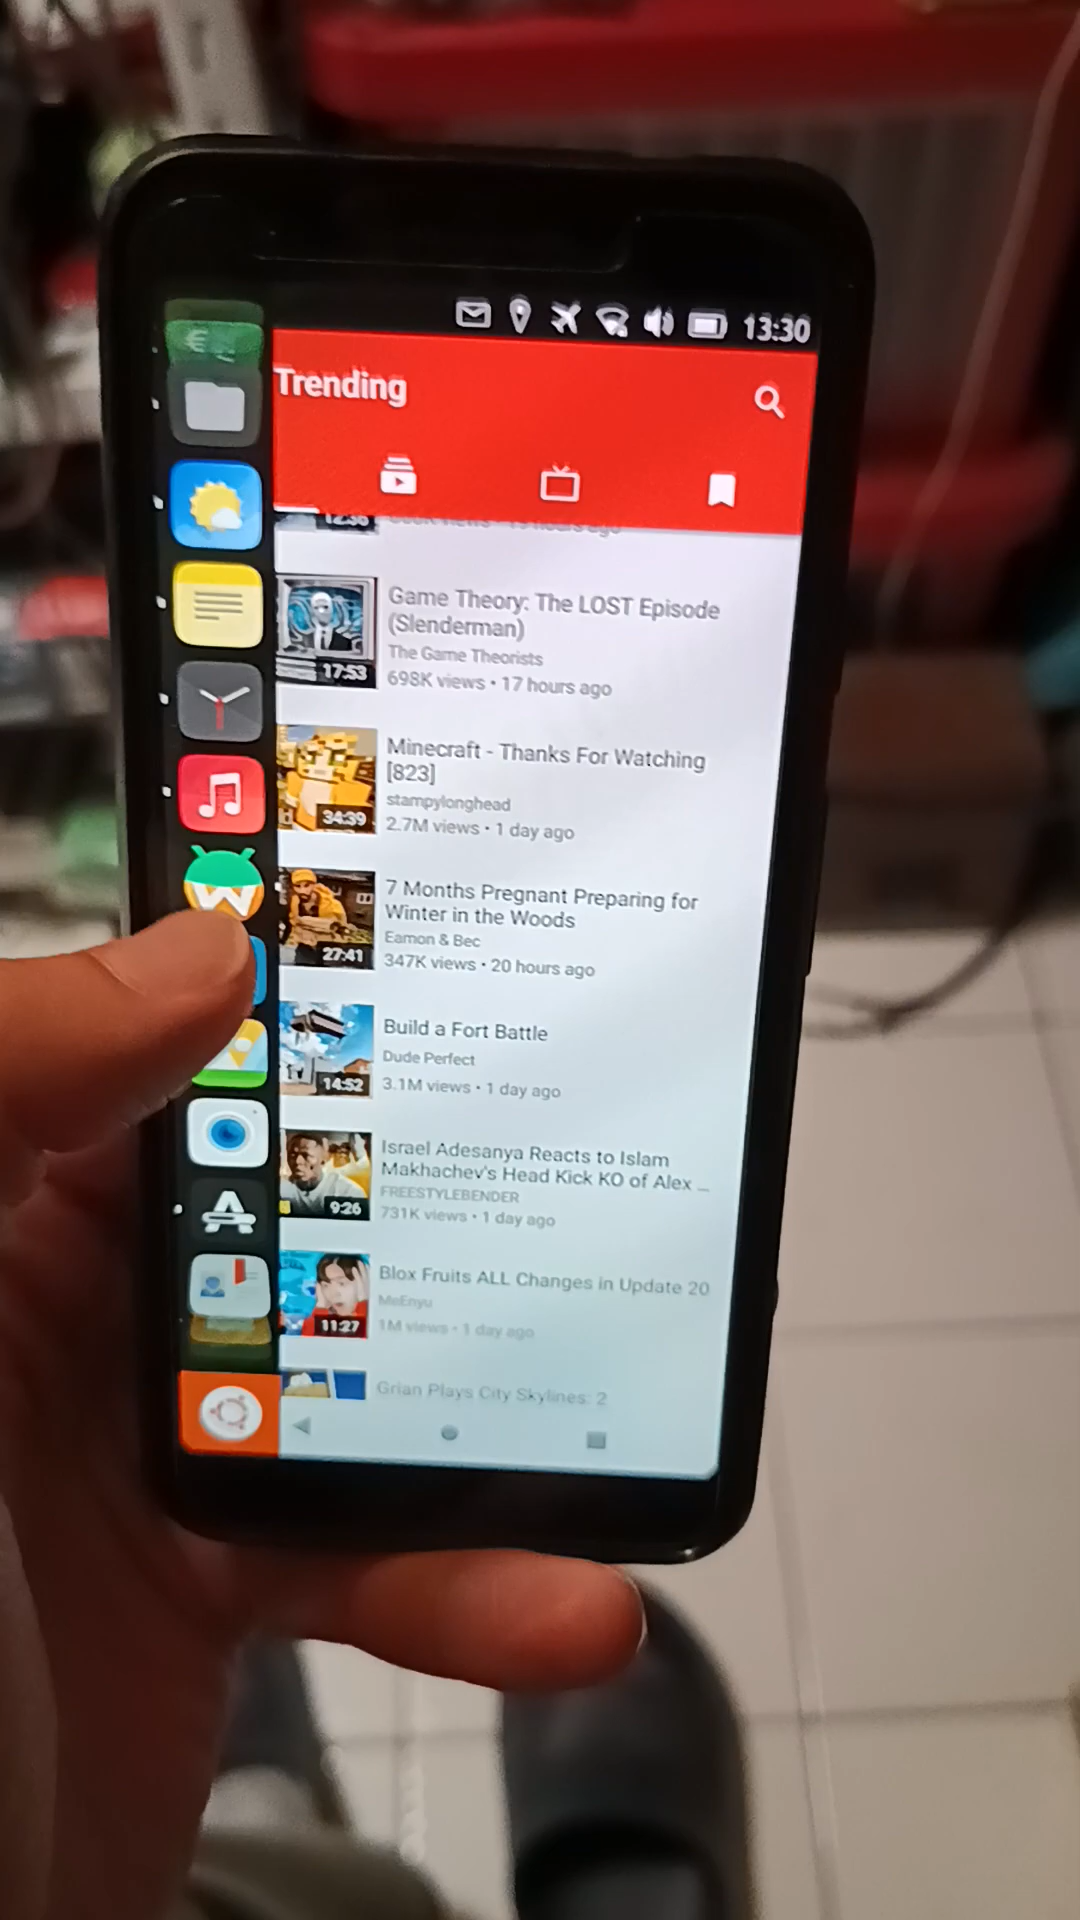 13:30
Trending
12:36
Game Theory: The LOST Episode
(Slenderman)
The Game Theorists
17:53
698K views • 17 hours ago
Minecraft - Thanks For Watching
[823]
stampylonghead
34:39
2.7M views • 1 day ago
7 Months Pregnant Preparing for
Winter in the Woods
Eamon & Bec
27:41
347K views • 20 hours ago
Build a Fort Battle
Dude Perfect
14:52
3.1M views • 1 day ago
Israel Adesanya Reacts to Islam
Makhachev's Head Kick KO of Alex ...
FREESTYLEBENDER
9:26
731K views • 1 day ago
Blox Fruits ALL Changes in Update 20
MeEnyu
11:27
1M views • 1 day ago
Grian Plays City Skylines: 2